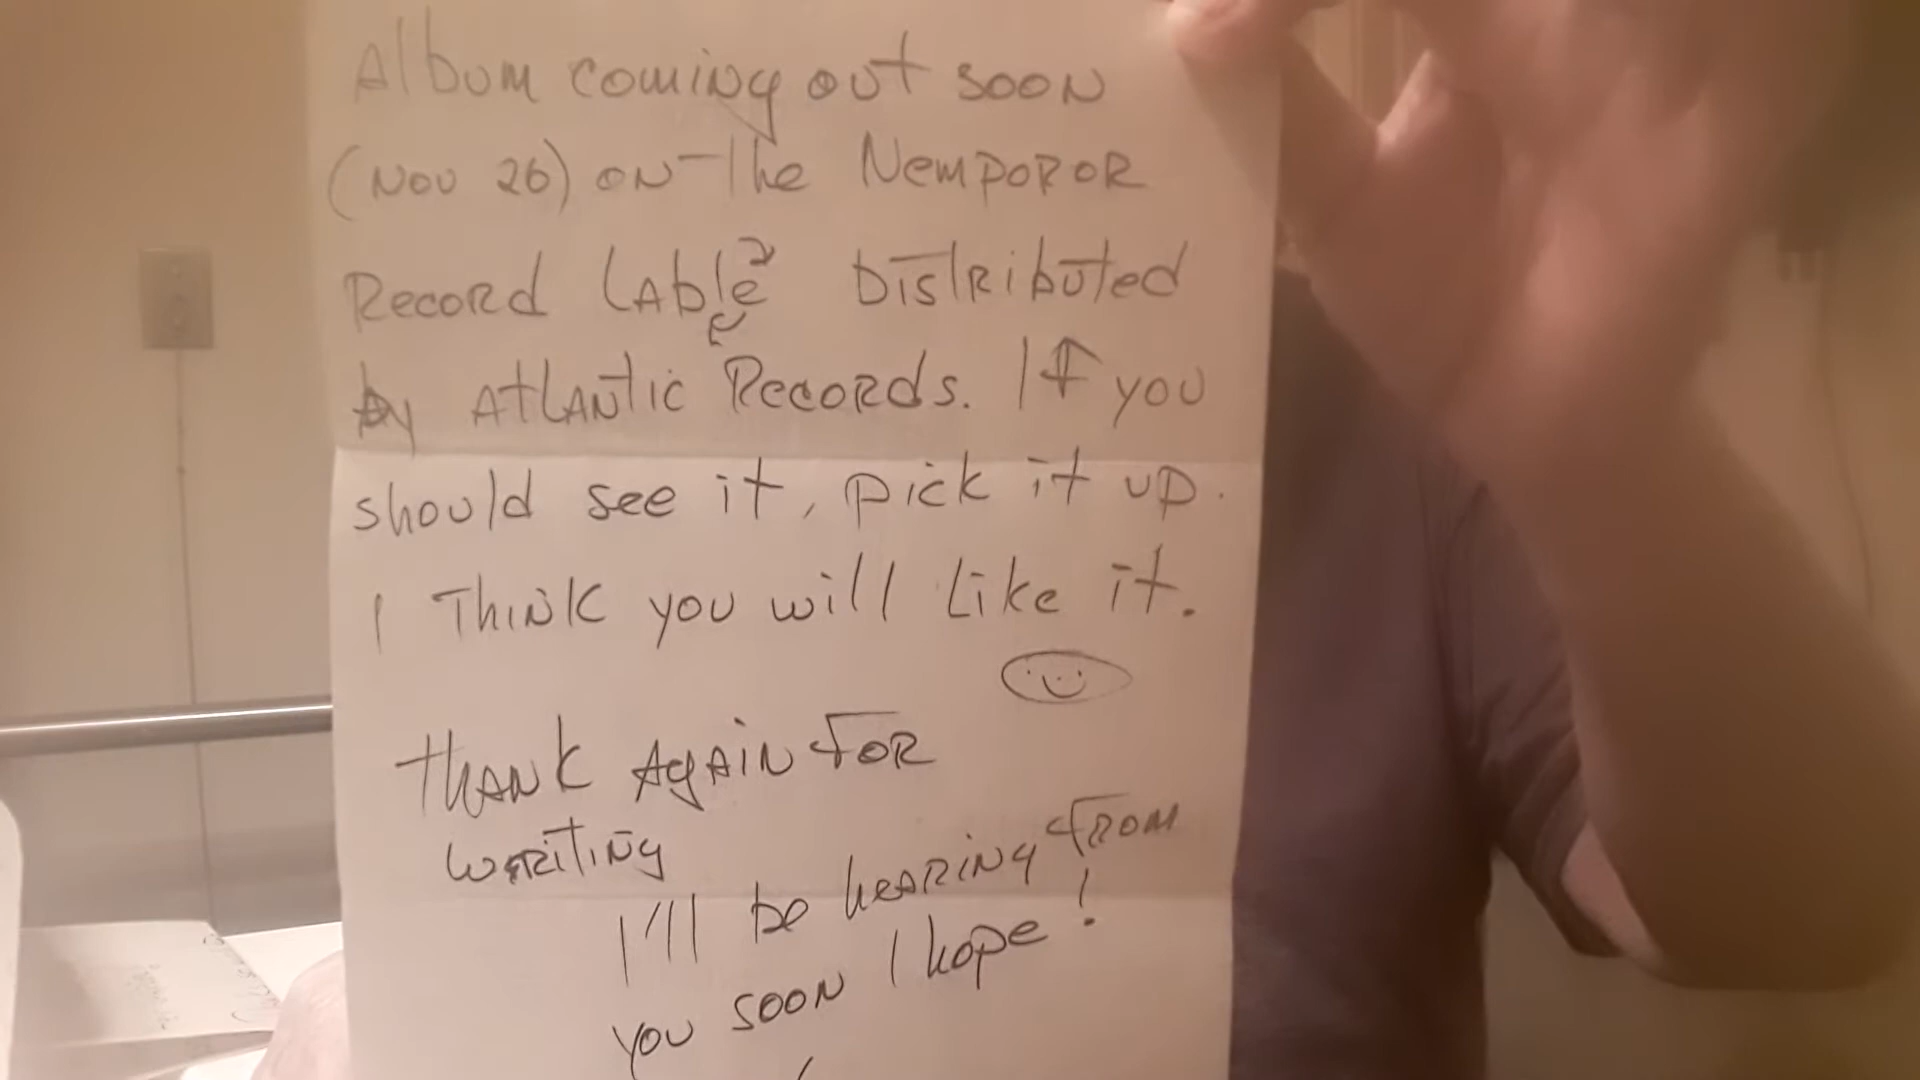 Album coming out soon
(Nov 26) on the Nemporor
Record Lable Distributed
by Atlantic Records. If you
should see it, pick it up.
I Think you will Like it.
Thank Again for
writing
I'll be hearing from
you soon I hope!